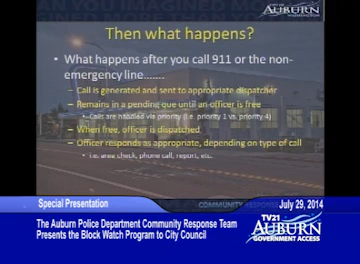 AUBURN
WASHINGTON
Then what happens?
• What happens after you call 911 or the non-
emergency line.......
– Call is generated and sent to appropriate dispatcher
– Remains in a pending que until an officer is free
• Calls are handled via priority (i.e. priority 1 vs. priority 4)
– When free, officer is dispatched
– Officer responds as appropriate, depending on type of call
• i.e. area check, phone call, report, etc.
Special Presentation
COMMUNITY RESPONSE
July 29, 2014
The Auburn Police Department Community Response Team
Presents the Block Watch Program to City Council
TV21
AUBURN
GOVERNMENT ACCESS